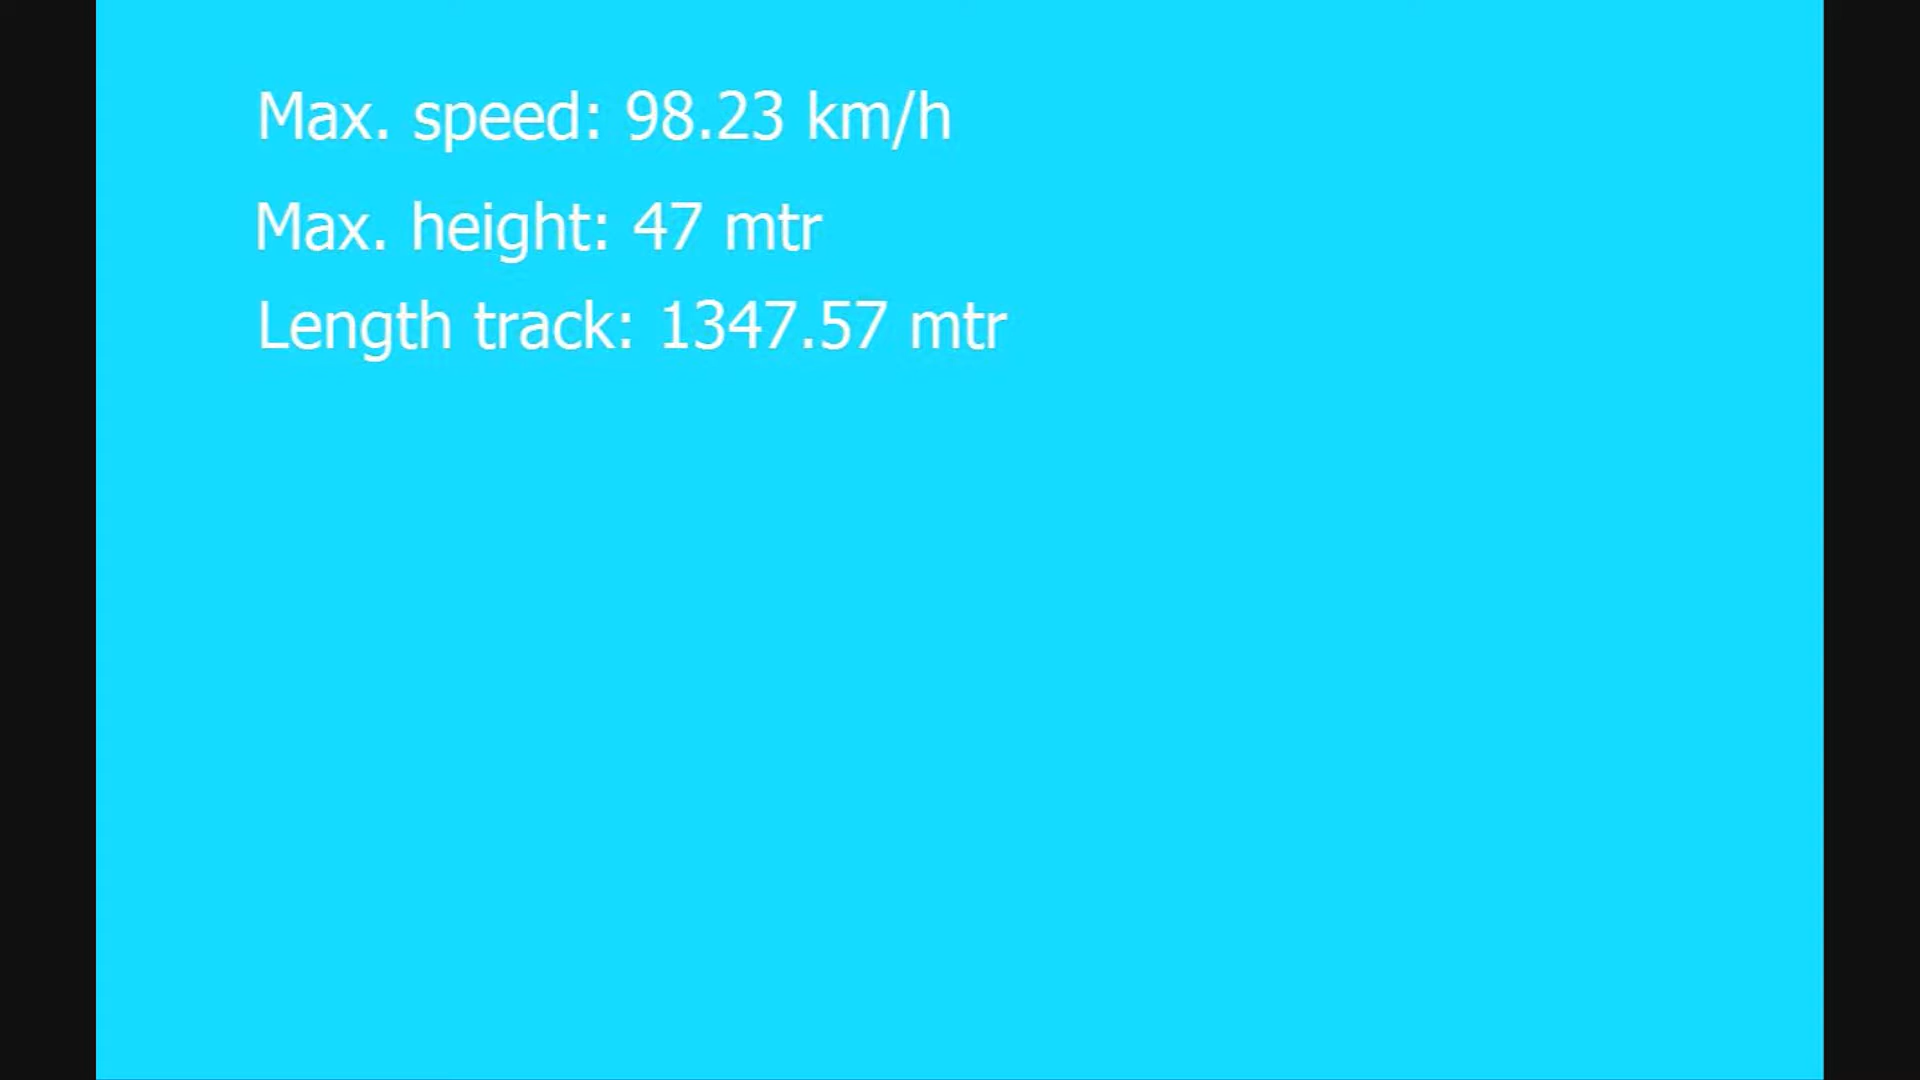 Max. speed: 98.23 km/h
Max. height: 47 mtr
Length track: 1347.57 mtr